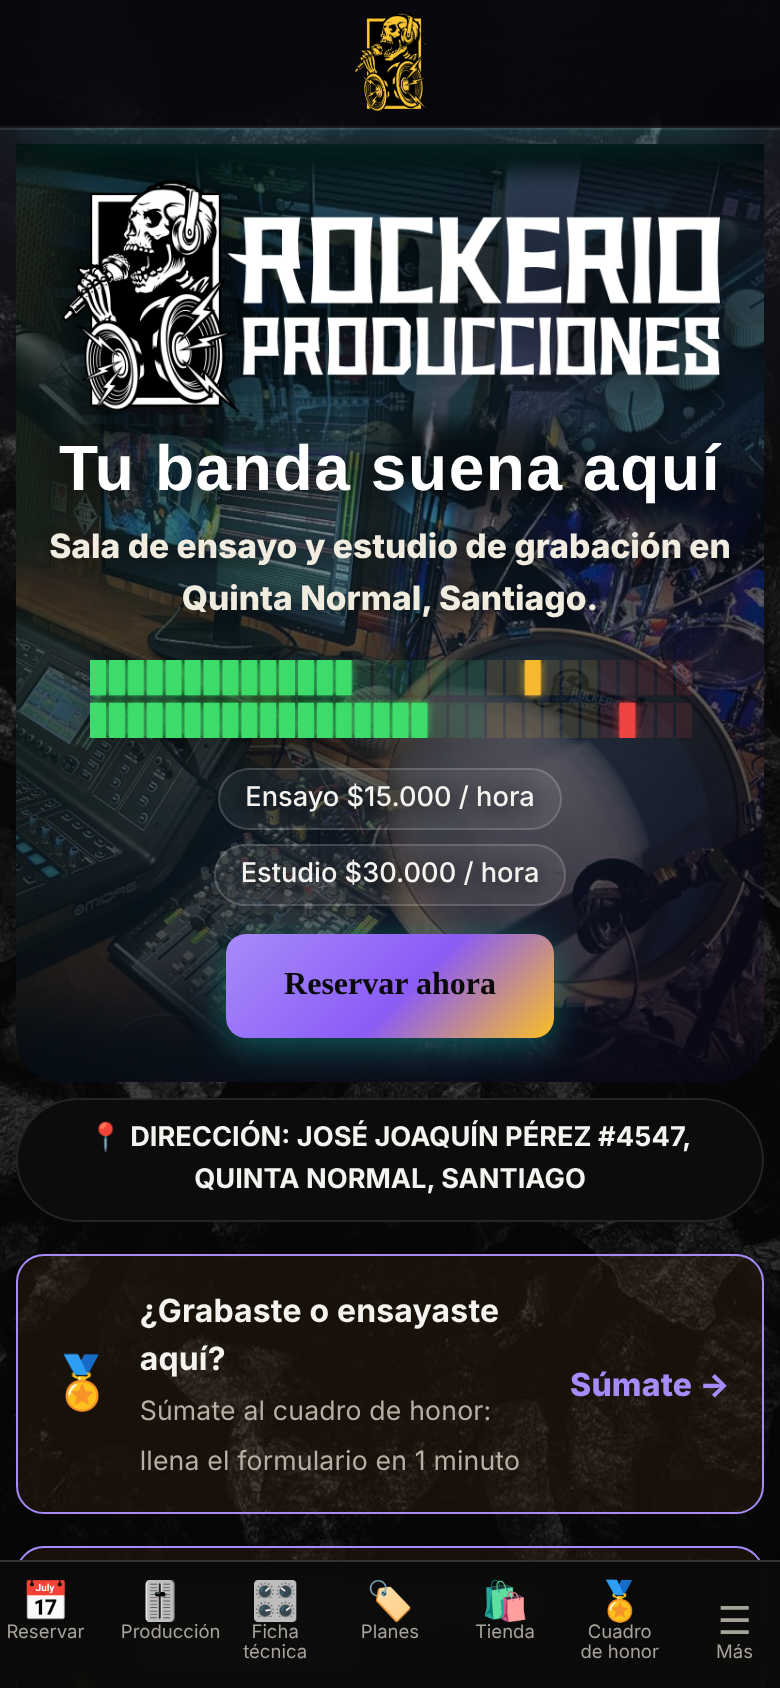 ROCKERIO
PRODUCCIONES
Tu banda suena aquí
Sala de ensayo y estudio de grabación en
Quinta Normal, Santiago.
Ensayo $15.000 / hora
Estudio $30.000 / hora
Reservar ahora
📍 DIRECCIÓN: JOSÉ JOAQUÍN PÉREZ #4547,
QUINTA NORMAL, SANTIAGO
¿Grabaste o ensayaste
aquí?
Súmate al cuadro de honor:
llena el formulario en 1 minuto
Súmate →
Reservar
Producción
Ficha
técnica
Planes
Tienda
Cuadro
de honor
Más